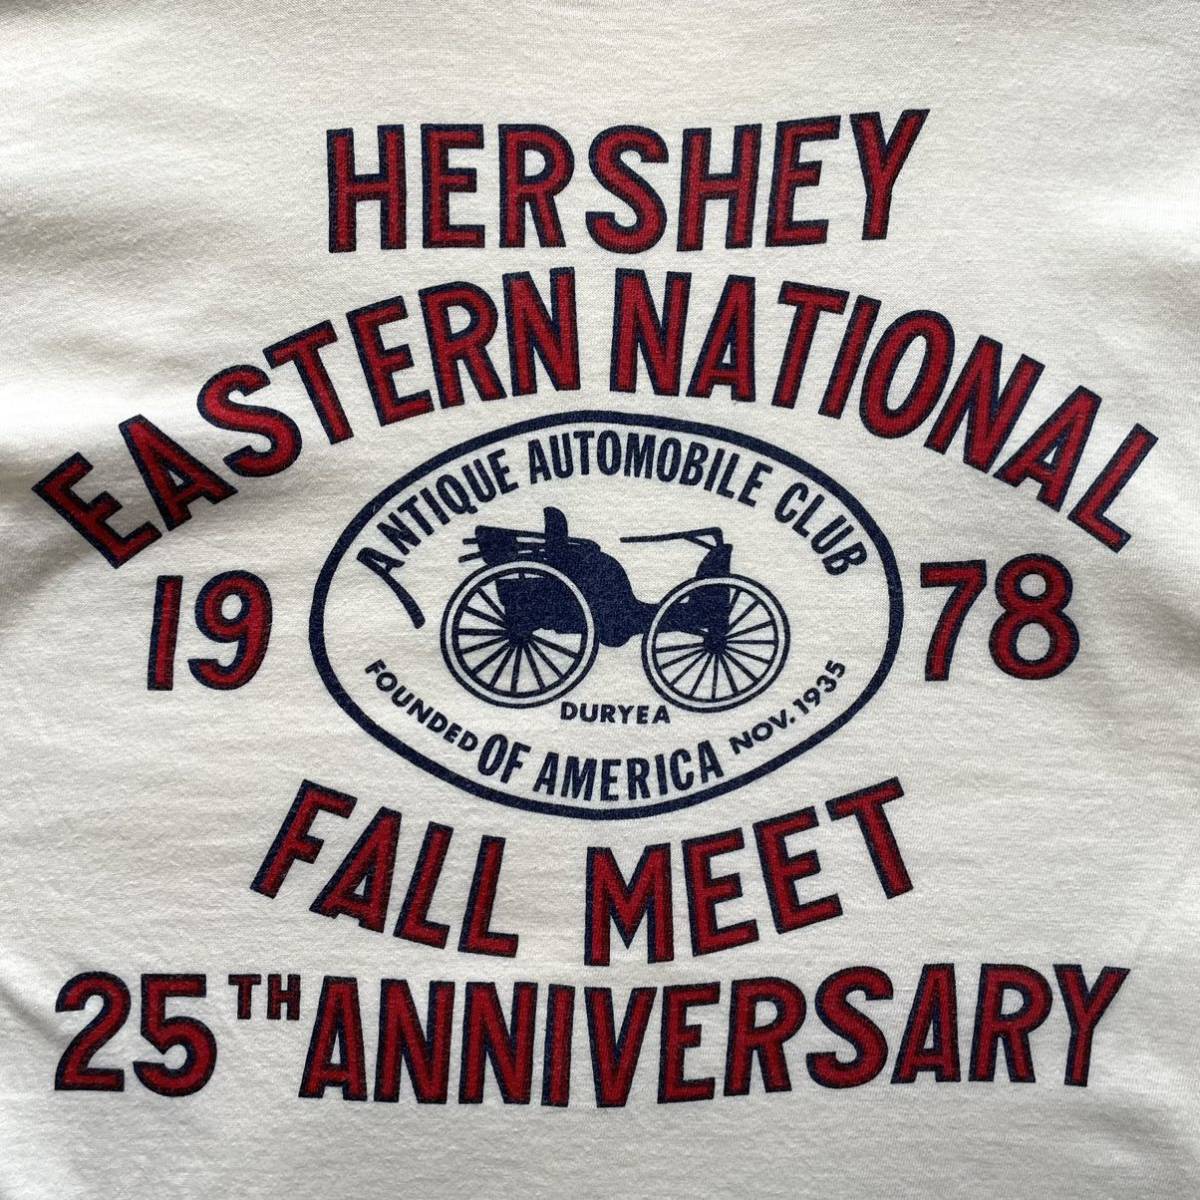 HERSHEY
EASTERN NATIONAL
19 78
ANTIQUE AUTOMOBILE CLUB
DURYEA
FOUNDED NOV. 1935
OF AMERICA
FALL MEET
25TH ANNIVERSARY